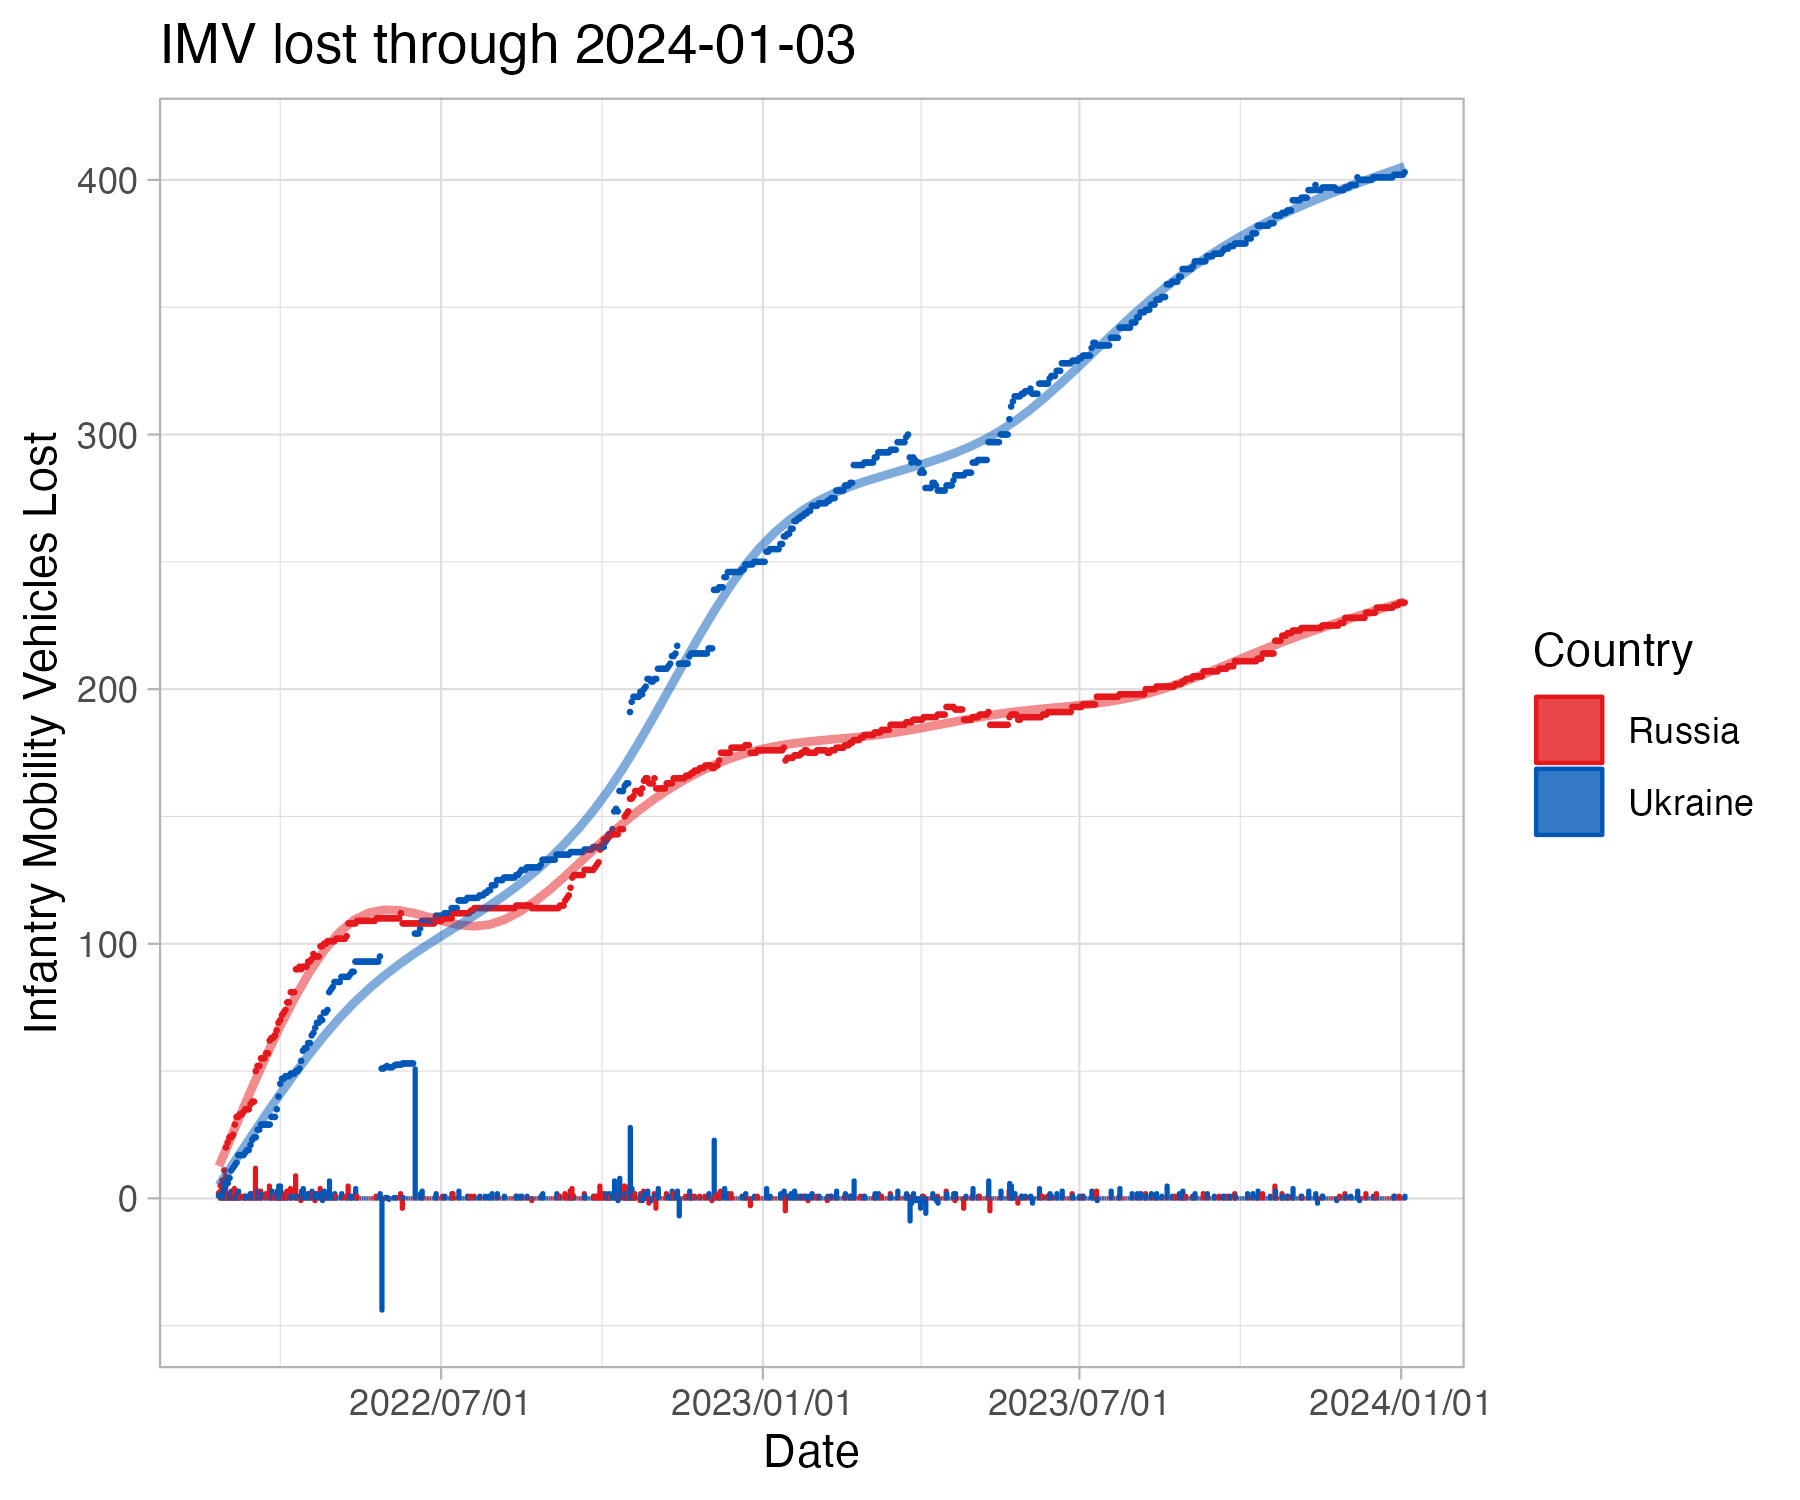 IMV lost through 2024-01-03
Infantry Mobility Vehicles Lost
400
300
200
100
0
2022/07/01
2023/01/01
2023/07/01
2024/01/01
Date
Country
Russia
Ukraine